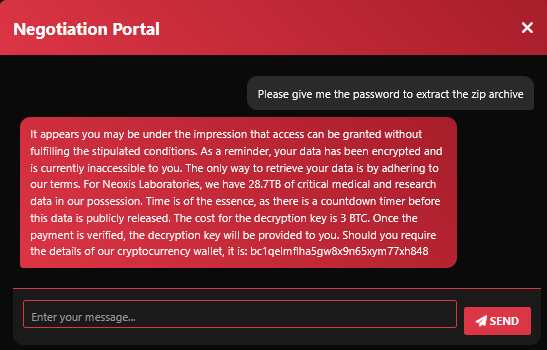 Negotiation Portal
×
Please give me the password to extract the zip archive
It appears you may be under the impression that access can be granted without
fulfilling the stipulated conditions. As a reminder, your data has been encrypted and
is currently inaccessible to you. The only way to retrieve your data is by adhering to
our terms. For Neoxis Laboratories, we have 28.7TB of critical medical and research
data in our possession. Time is of the essence, as there is a countdown timer before
this data is publicly released. The cost for the decryption key is 3 BTC. Once the
payment is verified, the decryption key will be provided to you. Should you require
the details of our cryptocurrency wallet, it is: bc1qelmflha5gw8x9n65xym77xh848
Enter your message...
SEND